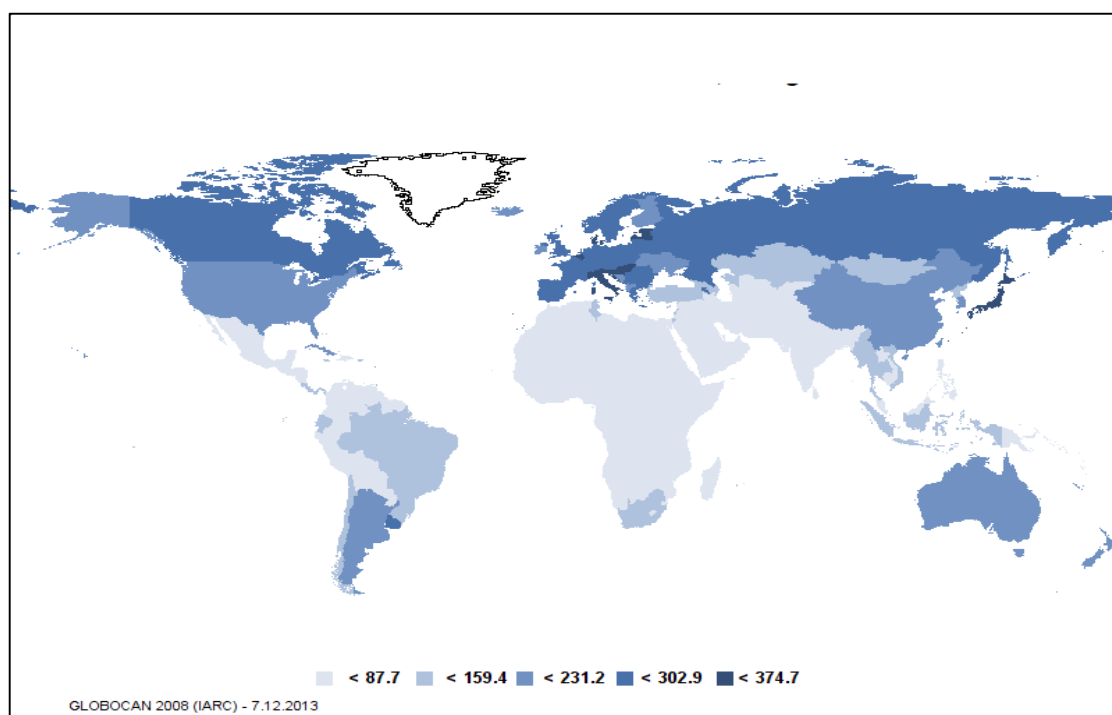 < 87.7 < 159.4 < 231.2 < 302.9 < 374.7
GLOBOCAN 2008 (IARC) - 7.12.2013